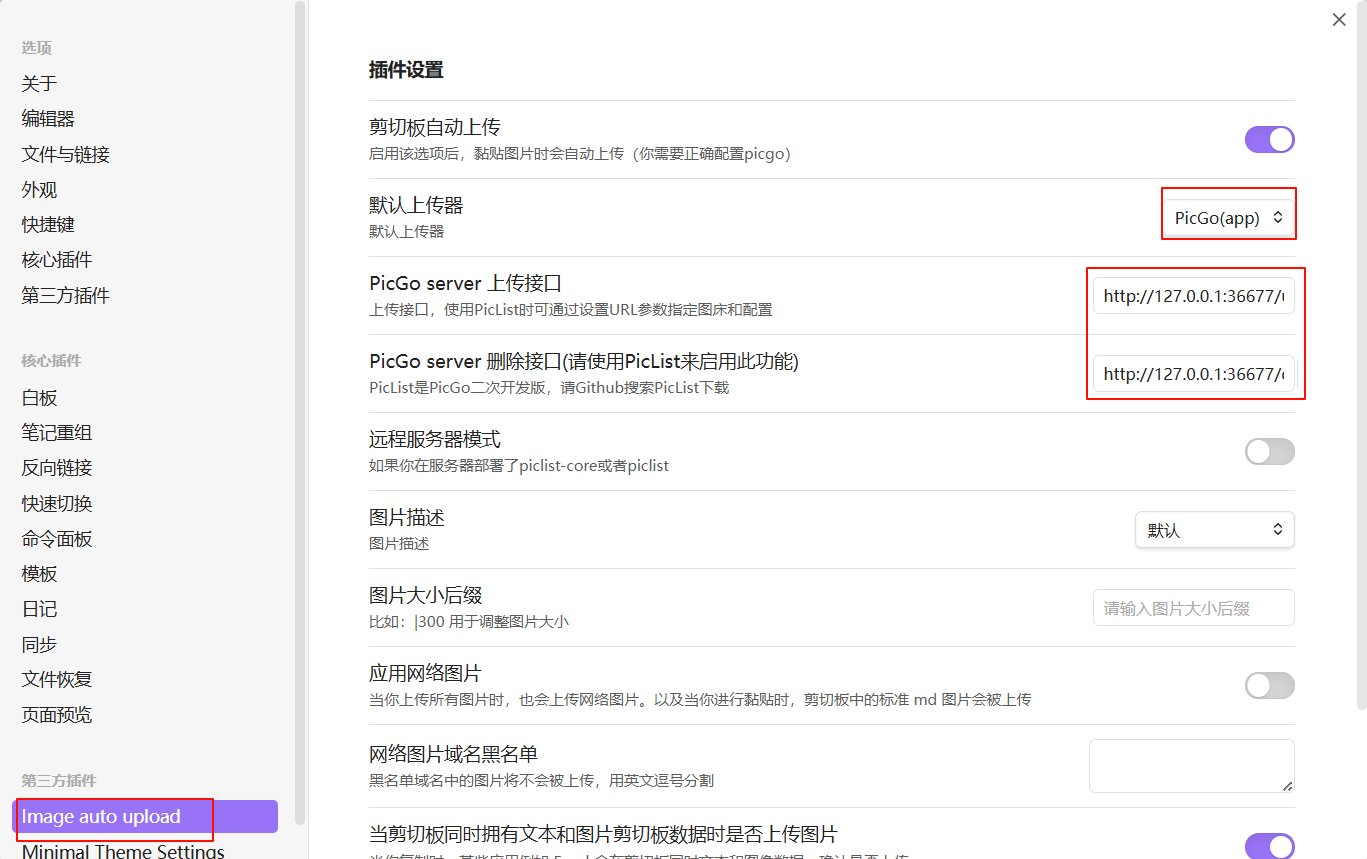 选项
关于
编辑器
文件与链接
外观
快捷键
核心插件
第三方插件
核心插件
白板
笔记重组
反向链接
快速切换
命令面板
模板
日记
同步
文件恢复
页面预览
第三方插件
Image auto upload
Minimal Theme Settings
插件设置
剪切板自动上传
启用该选项后，黏贴图片时会自动上传（你需要正确配置picgo）
默认上传器
默认上传器
PicGo(app)
PicGo server 上传接口
上传接口，使用PicList时可通过设置URL参数指定图床和配置
http://127.0.0.1:36677/
PicGo server 删除接口(请使用PicList来启用此功能)
PicList是PicGo二次开发版，请Github搜索PicList下载
http://127.0.0.1:36677/
远程服务器模式
如果你在服务器部署了piclist-core或者piclist
图片描述
图片描述
默认
图片大小后缀
比如：|300 用于调整图片大小
请输入图片大小后缀
应用网络图片
当你上传所有图片时，也会上传网络图片。以及当你进行黏贴时，剪切板中的标准 md 图片会被上传
网络图片域名黑名单
黑名单域名中的图片将不会被上传，用英文逗号分割
当剪切板同时拥有文本和图片剪切板数据时是否上传图片